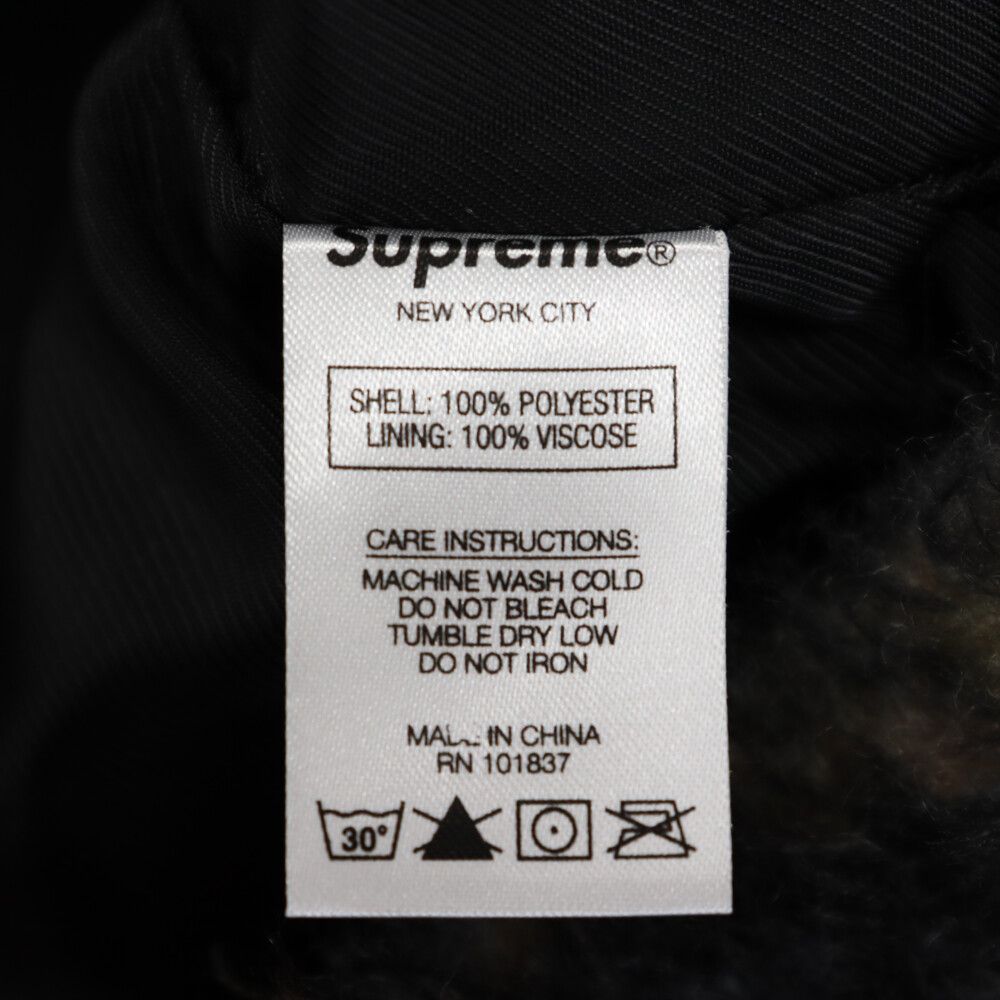 Supreme®
NEW YORK CITY
SHELL: 100% POLYESTER
LINING: 100% VISCOSE
CARE INSTRUCTIONS:
MACHINE WASH COLD
DO NOT BLEACH
TUMBLE DRY LOW
DO NOT IRON
MADE IN CHINA
RN 101837
30°